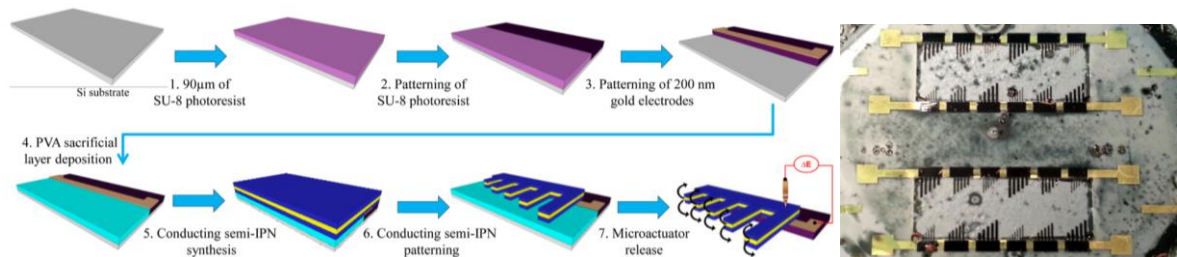 Si substrate
1. 90µm of
SU-8 photoresist
2. Patterning of
SU-8 photoresist
3. Patterning of 200 nm
gold electrodes
4. PVA sacrificial
layer deposition
5. Conducting semi-IPN
synthesis
6. Conducting semi-IPN
patterning
7. Microactuator
release
ΔE